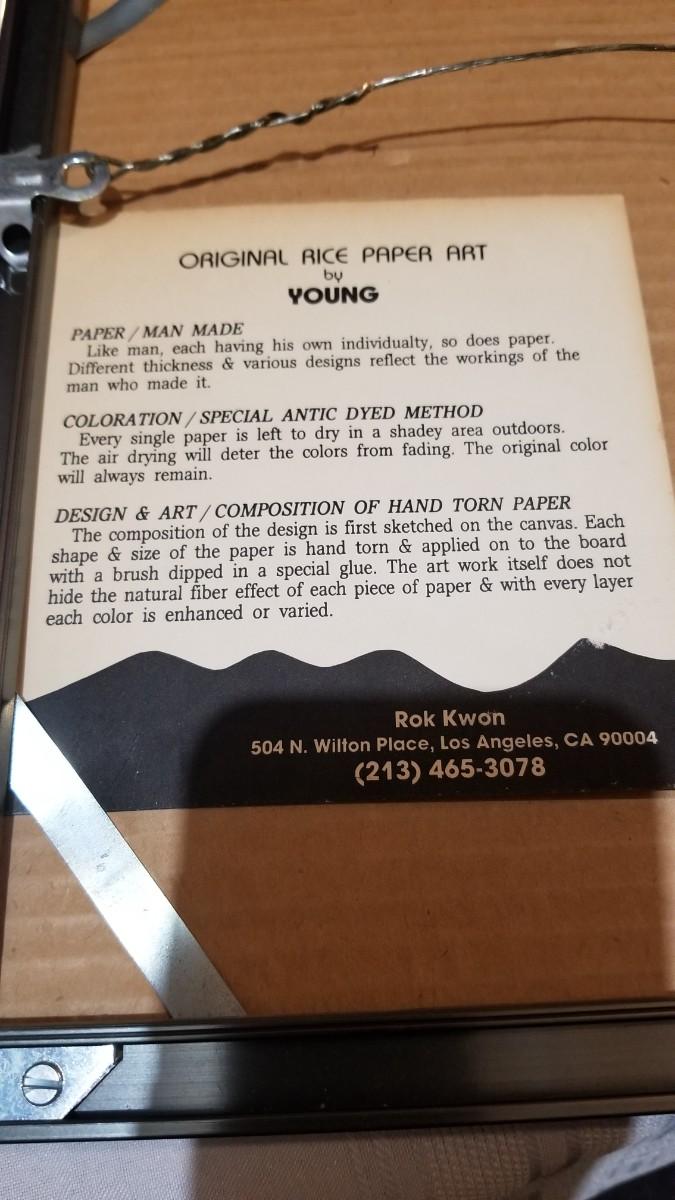 ORIGINAL RICE PAPER ART
by
YOUNG
PAPER / MAN MADE
Like man, each having his own individualty, so does paper.
Different thickness & various designs reflect the workings of the
man who made it.
COLORATION / SPECIAL ANTIC DYED METHOD
Every single paper is left to dry in a shadey area outdoors.
The air drying will deter the colors from fading. The original color
will always remain.
DESIGN & ART / COMPOSITION OF HAND TORN PAPER
The composition of the design is first sketched on the canvas. Each
shape & size of the paper is hand torn & applied on to the board
with a brush dipped in a special glue. The art work itself does not
hide the natural fiber effect of each piece of paper & with every layer
each color is enhanced or varied.
Rok Kwon
504 N. Wilton Place, Los Angeles, CA 90004
(213) 465-3078